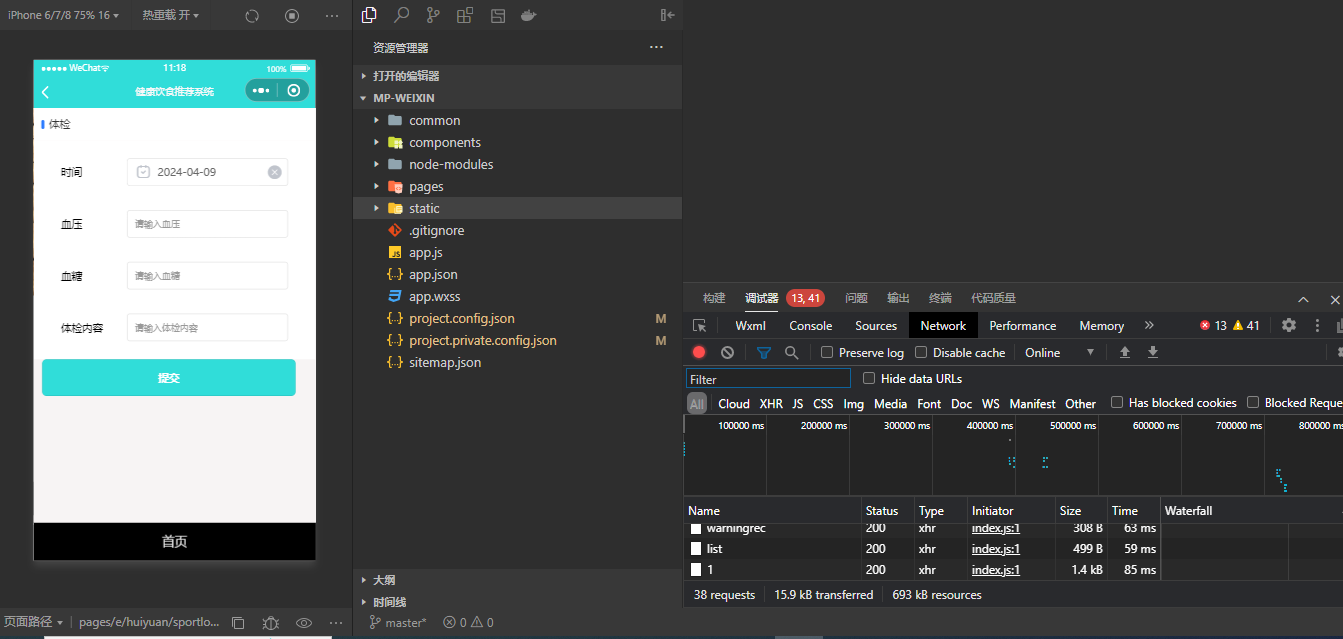 iPhone 6/7/8 75% 16
热重载 开
WeChat
11:18
100%
健康饮食推荐系统
体检
时间
2024-04-09
血压
请输入血压
血糖
请输入血糖
体检内容
请输入体检内容
提交
首页
页面路径
pages/e/huiyuan/sportlo...
资源管理器
打开的编辑器
MP-WEIXIN
common
components
node-modules
pages
static
.gitignore
app.js
app.json
app.wxss
project.config.json M
project.private.config.json M
sitemap.json
大纲
时间线
master*
0
0
构建 调试器 13, 41 问题 输出 终端 代码质量
Wxml Console Sources Network Performance Memory 13 41
Preserve log Disable cache Online
Filter
Hide data URLs
All Cloud XHR JS CSS Img Media Font Doc WS Manifest Other Has blocked cookies Blocked Reque
100000 ms 200000 ms 300000 ms 400000 ms 500000 ms 600000 ms 700000 ms 800000 ms
Name Status Type Initiator Size Time Waterfall
warningrec 200 xhr index.js:1 308 B 63 ms
list 200 xhr index.js:1 499 B 59 ms
1 200 xhr index.js:1 1.4 kB 85 ms
38 requests 15.9 kB transferred 693 kB resources